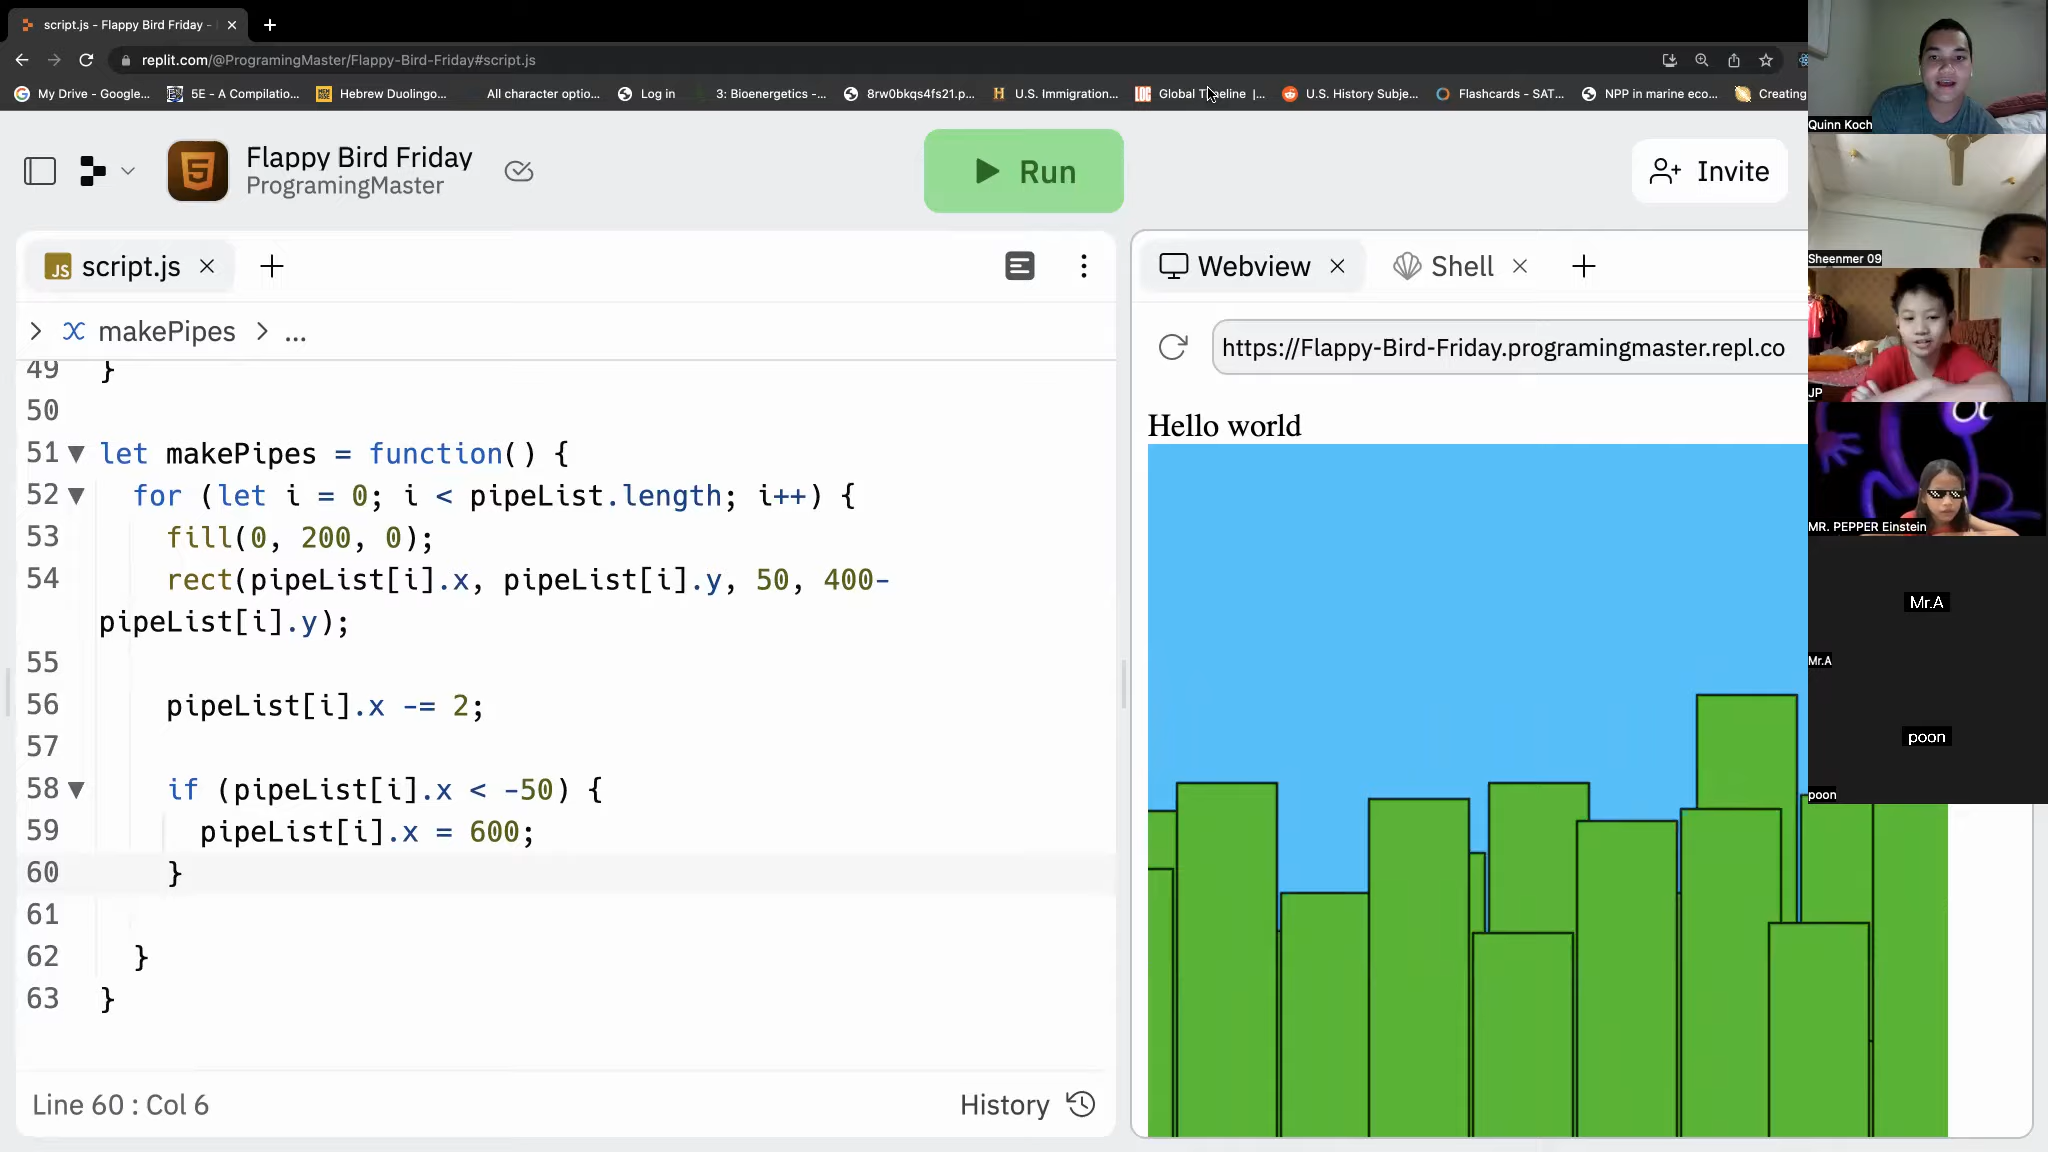 script.js - Flappy Bird Friday -
replit.com/@ProgramingMaster/Flappy-Bird-Friday#script.js
My Drive - Google... 5E - A Compilatio... Hebrew Duolingo... All character optio... Log in 3: Bioenergetics -... 8rw0bkqs4fs21.p... U.S. Immigration... Global Timeline |... U.S. History Subje... Flashcards - SAT... NPP in marine eco... Creating
Flappy Bird Friday
ProgramingMaster
Run
Invite
JS script.js
makePipes > ...
49 }
50
51 let makePipes = function() {
52 for (let i = 0; i < pipeList.length; i++) {
53 fill(0, 200, 0);
54 rect(pipeList[i].x, pipeList[i].y, 50, 400-
pipeList[i].y);
55
56 pipeList[i].x -= 2;
57
58 if (pipeList[i].x < -50) {
59 pipeList[i].x = 600;
60 }
61
62 }
63 }
Line 60 : Col 6
History
Webview
Shell
https://Flappy-Bird-Friday.programingmaster.repl.co
Hello world
Quinn Koch
Sheenmer 09
JP
MR. PEPPER Einstein
Mr.A
Mr.A
poon
poon